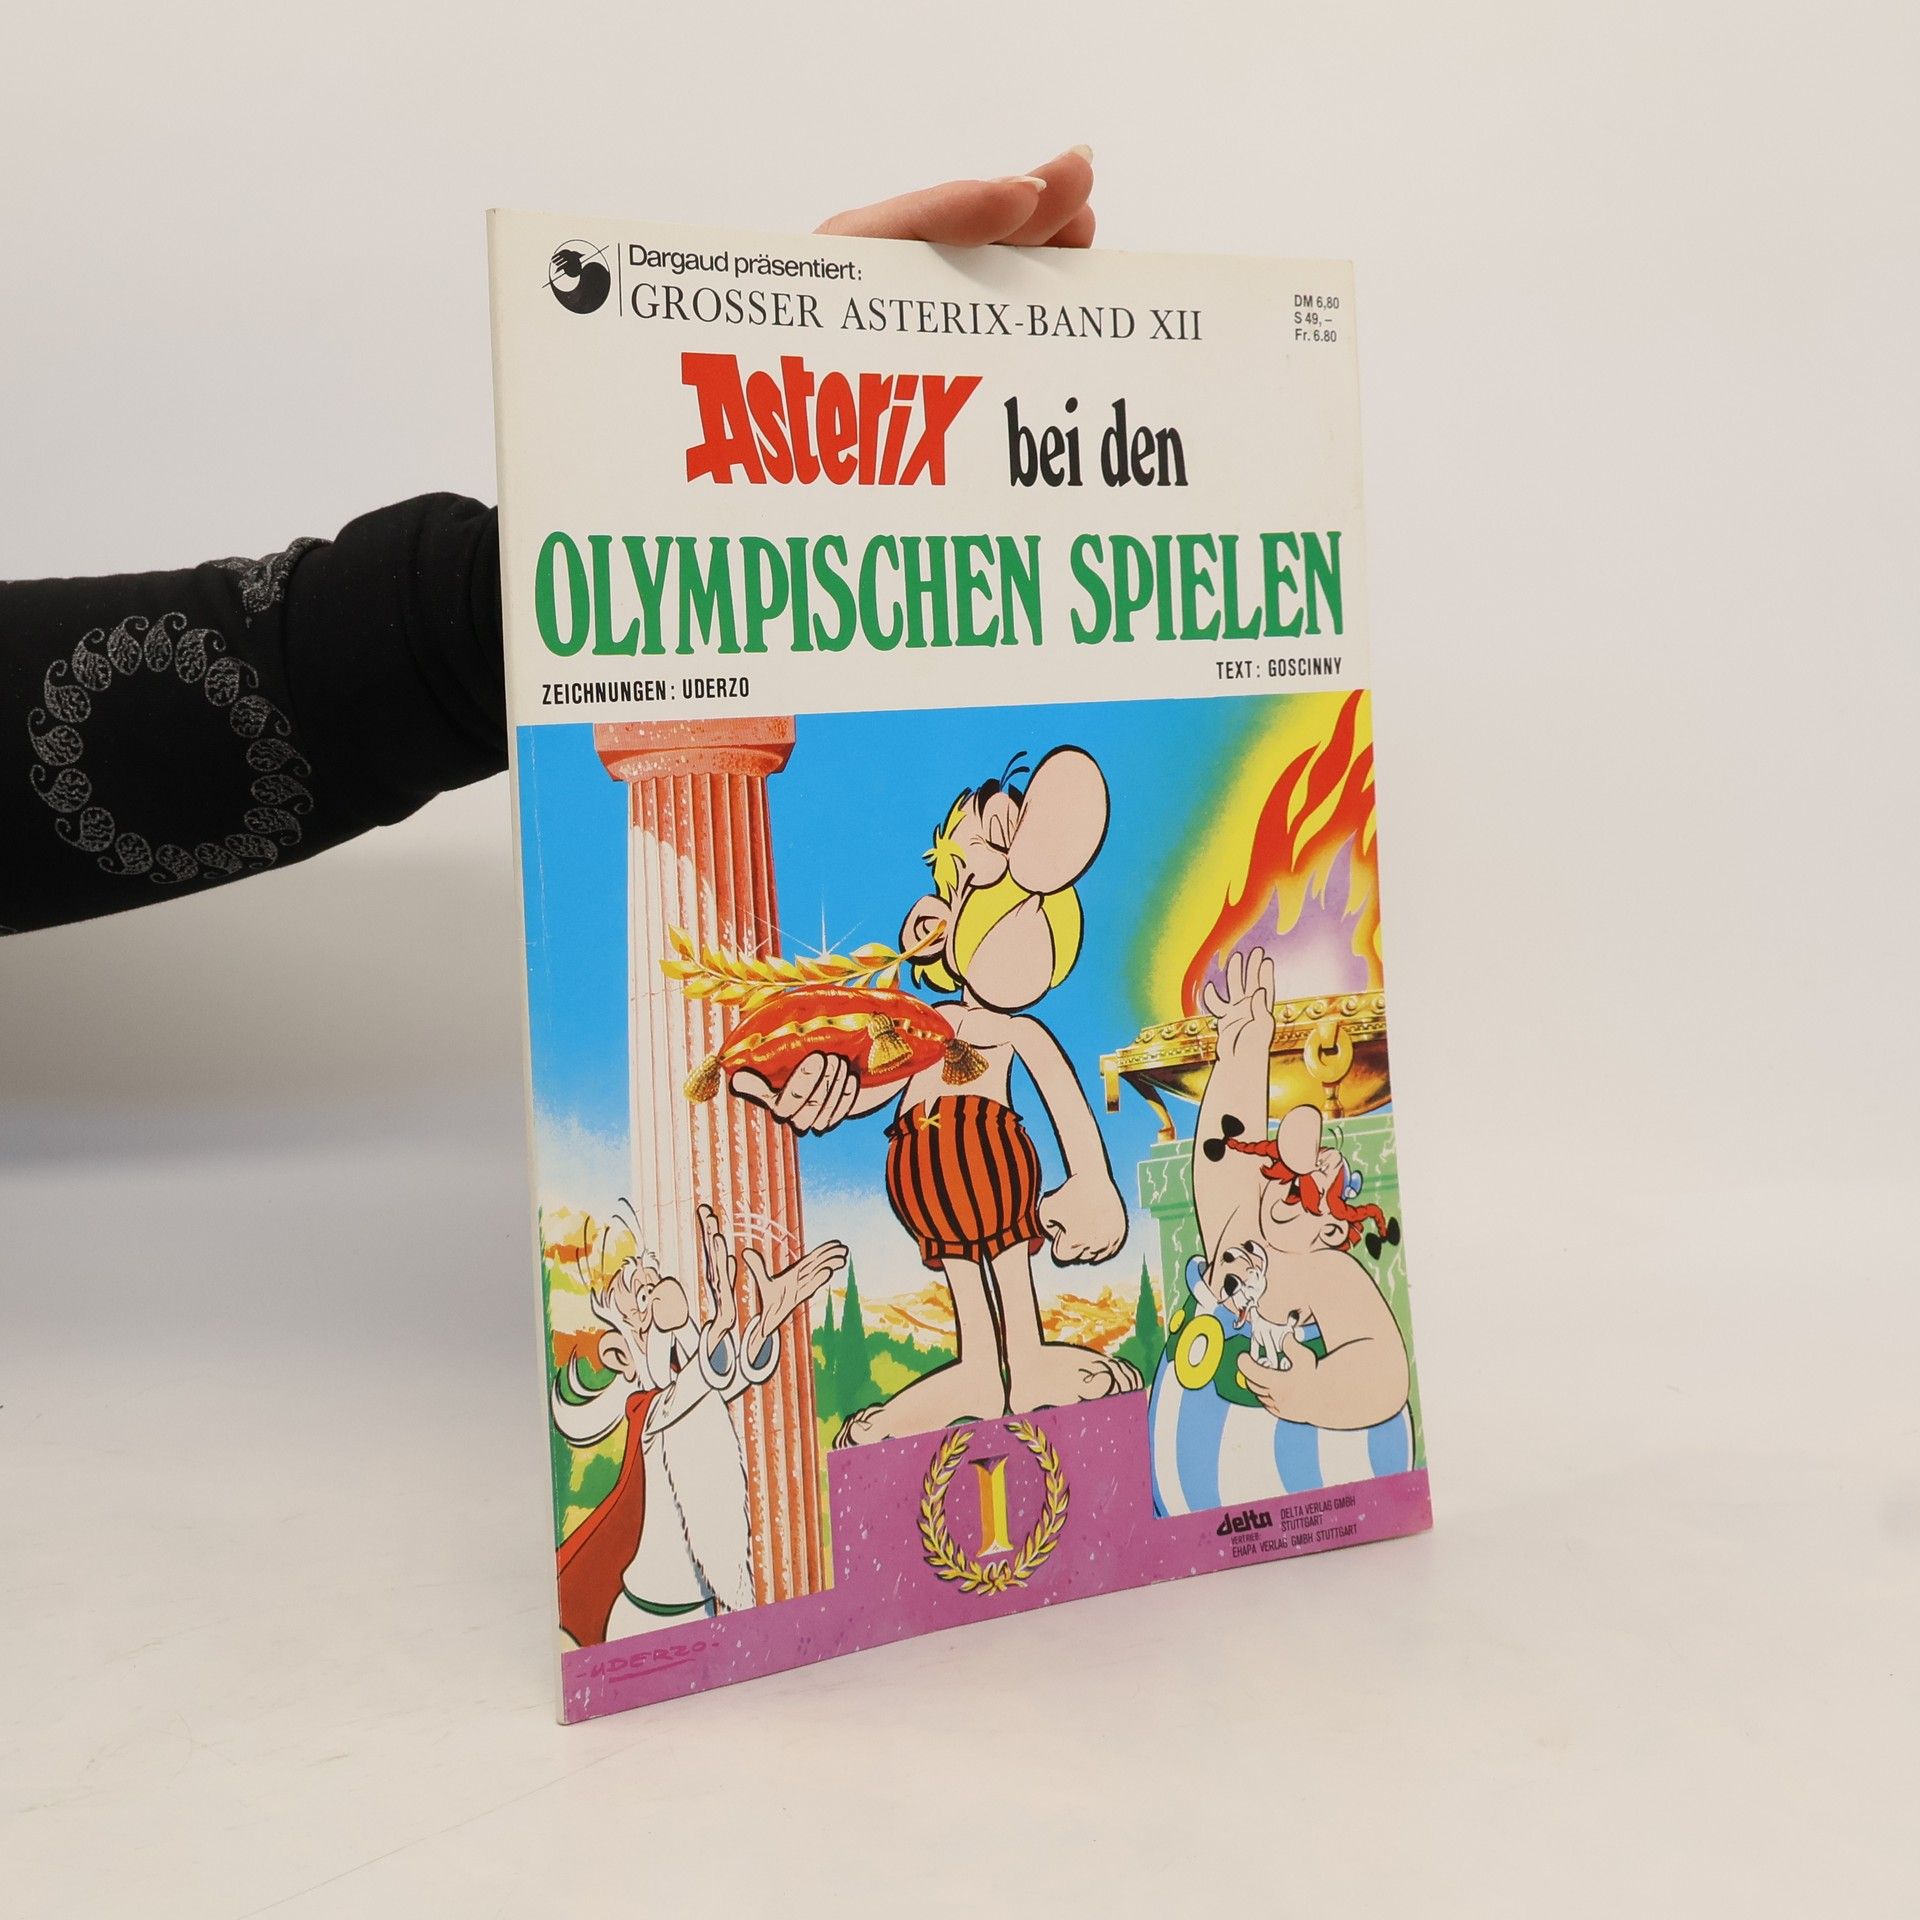 Dargaud präsentiert:
GROSSER ASTERIX-BAND XII
DM 6,80
S 49,–
Fr. 6.80
Asterix bei den
OLYMPISCHEN SPIELEN
ZEICHNUNGEN: UDERZO
TEXT: GOSCINNY
I
delta
DELTA VERLAG GMBH
STUTTGART
VERTRIEB:
EHAPA VERLAG GMBH STUTTGART
-UDERZO-